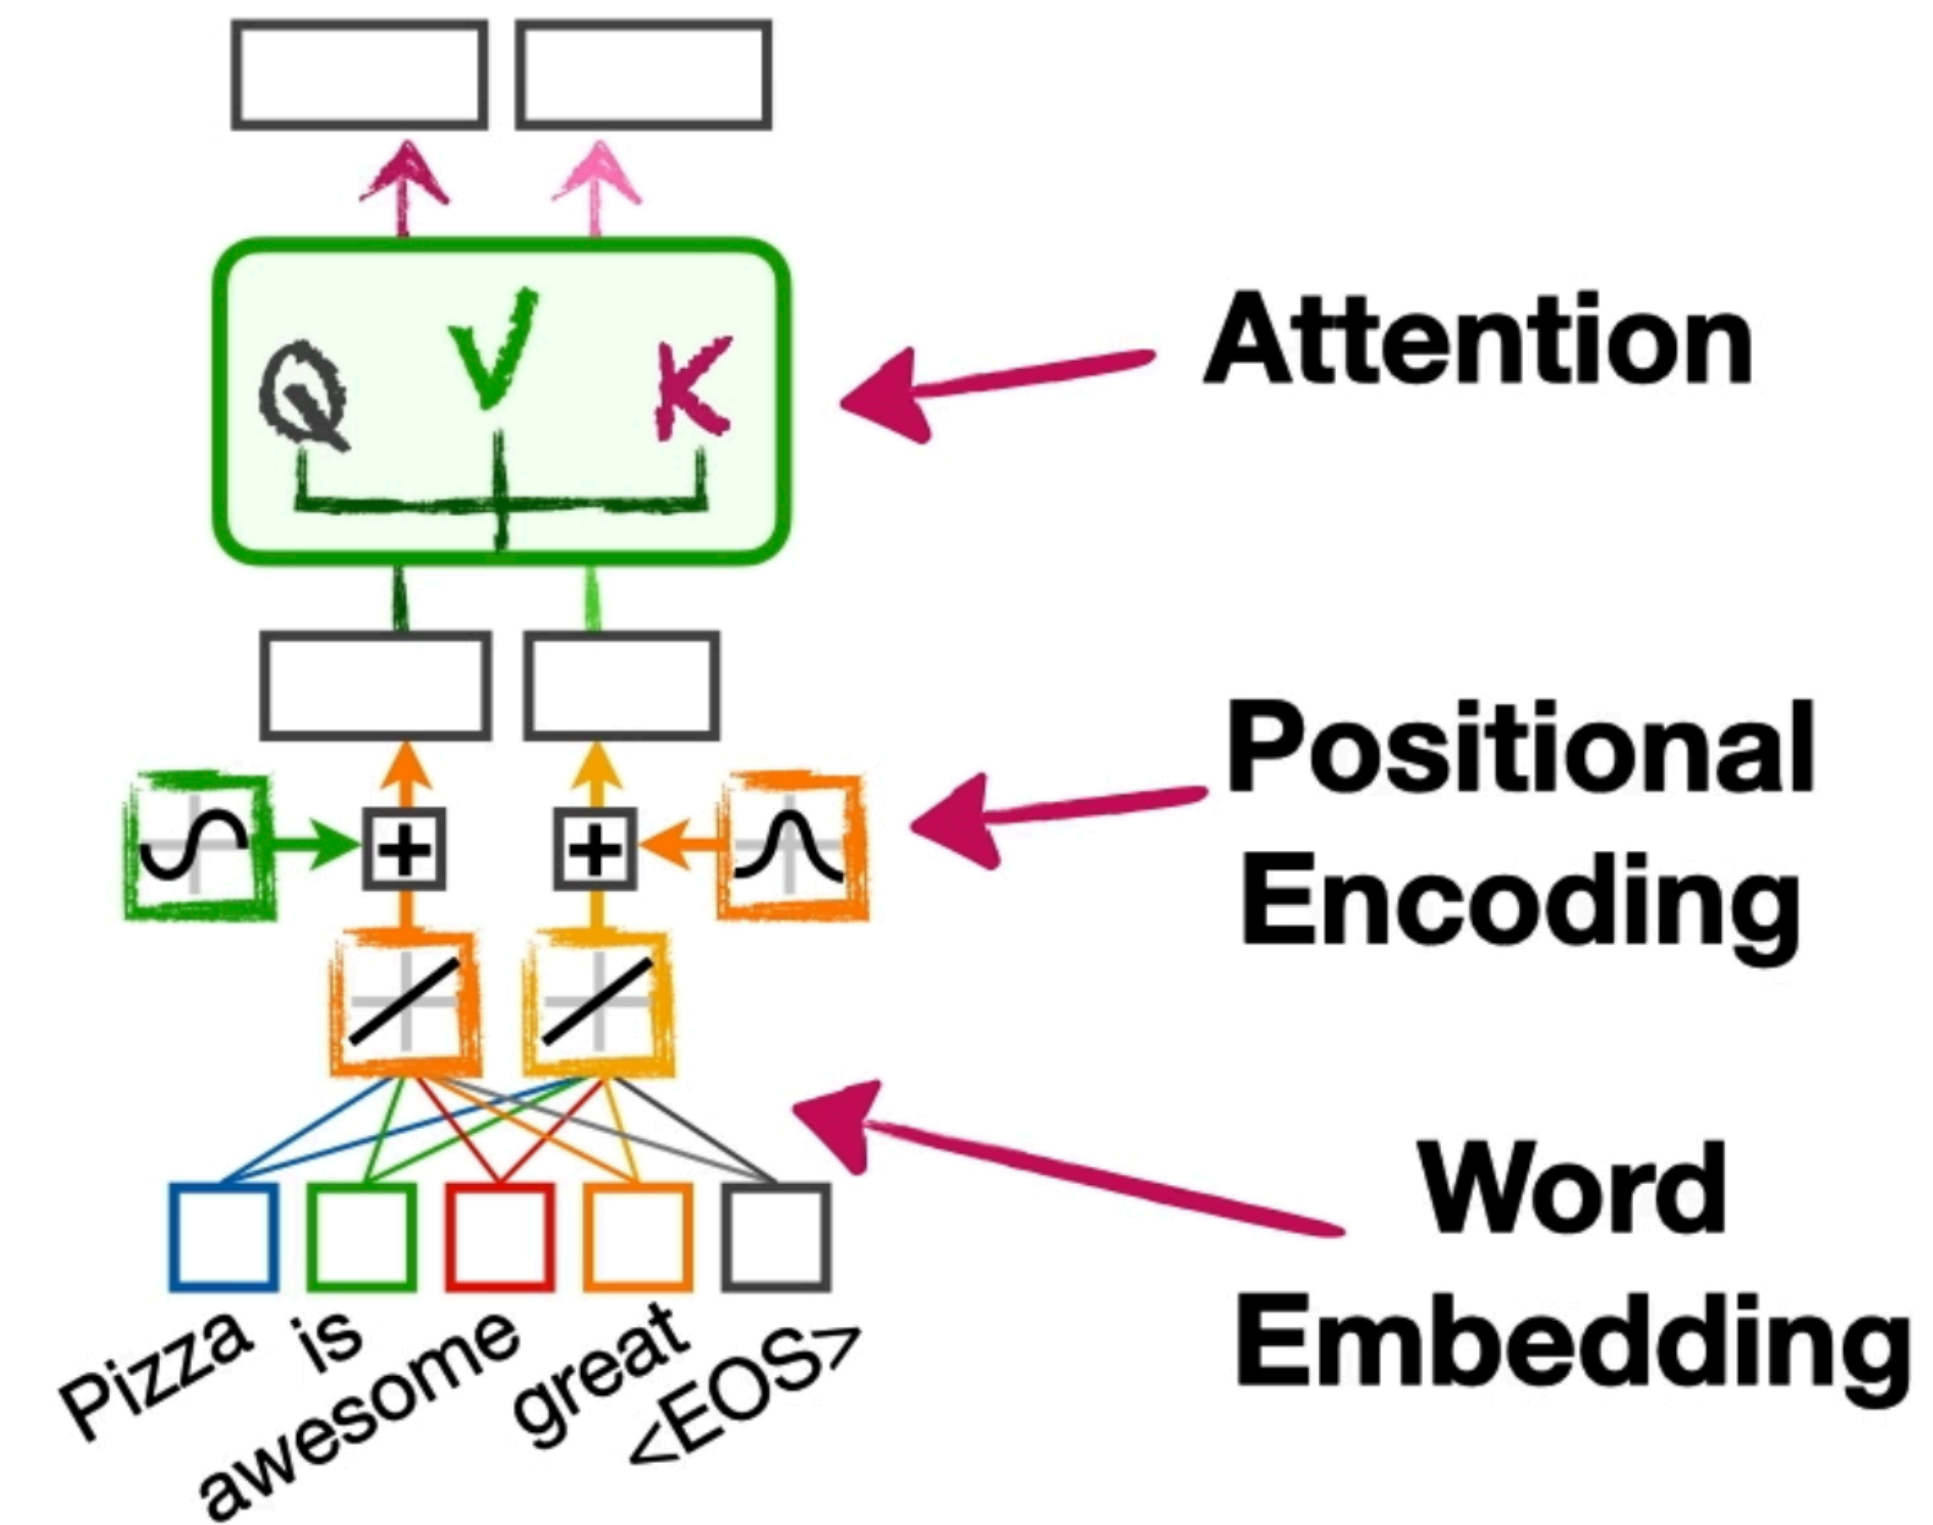 Q V K
Attention
+ +
Positional
Encoding
Word
Embedding
Pizza is awesome great <EOS>